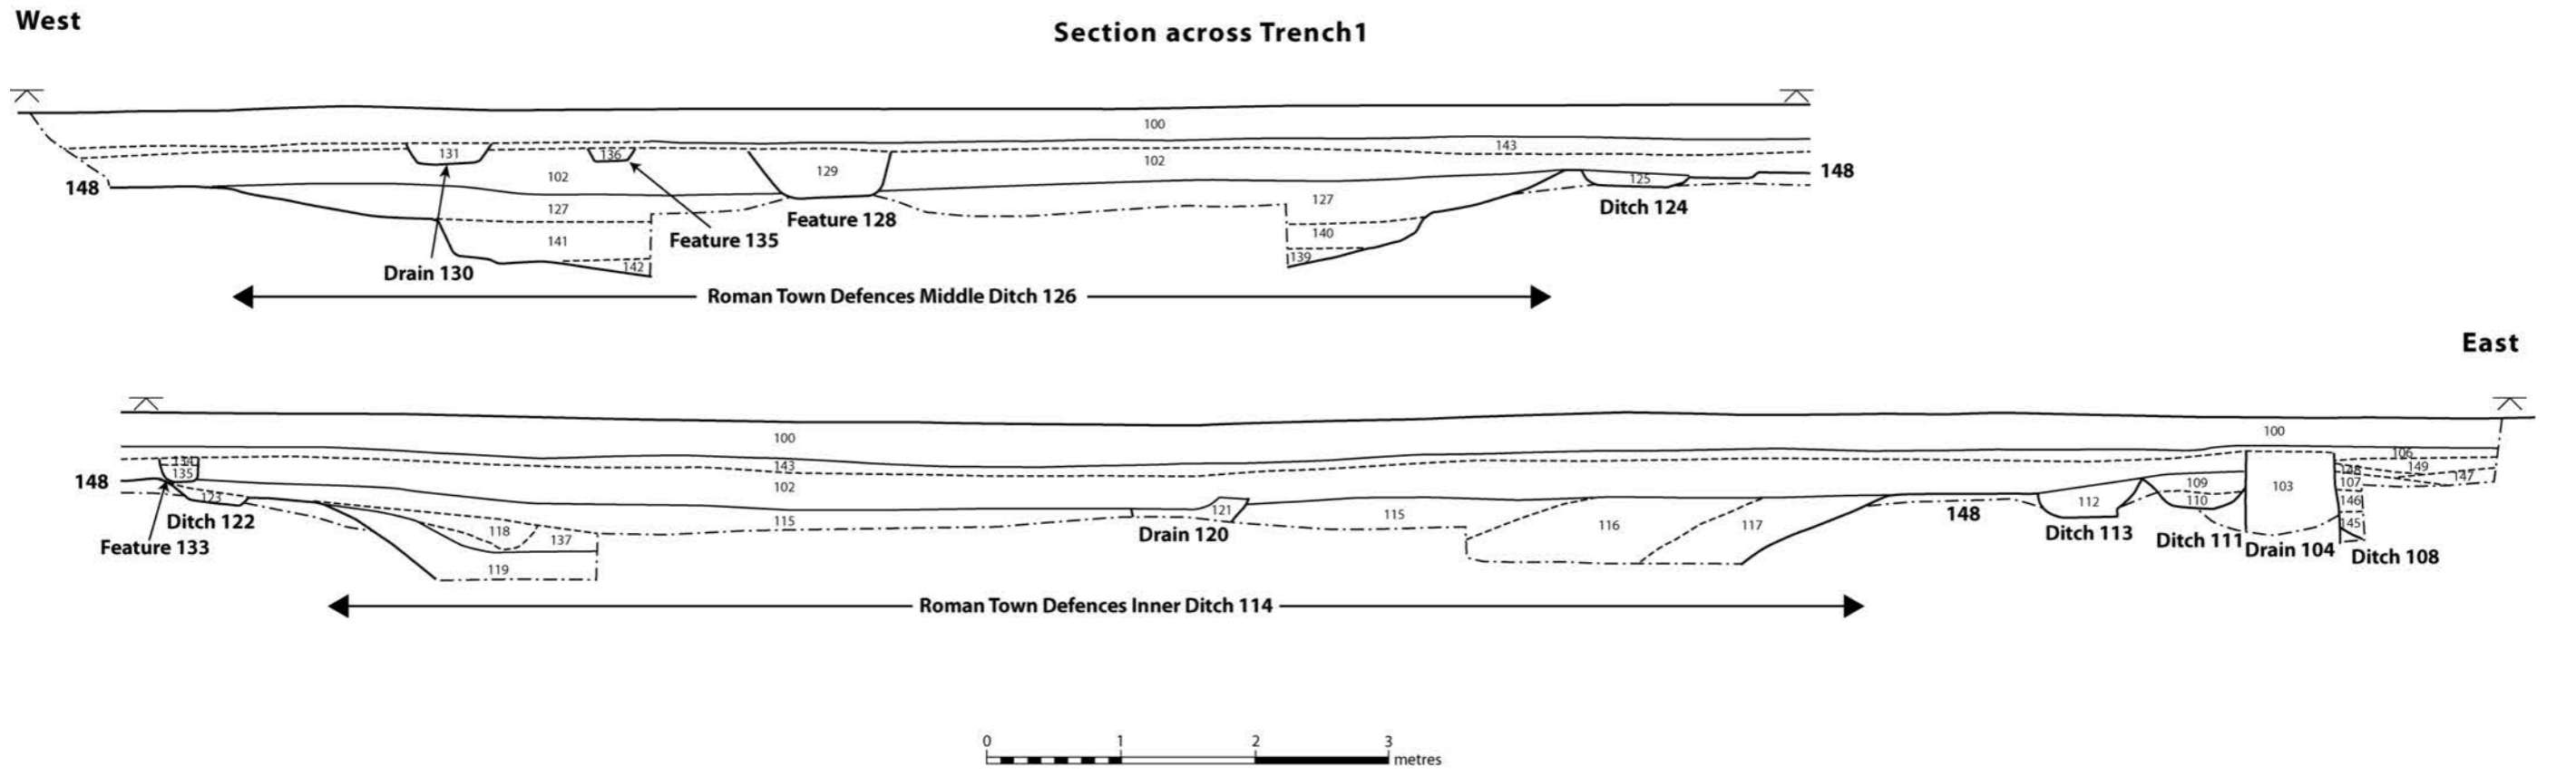 West
Section across Trench1
100
143
131
136
102
129
102
148
148
125
127
127
Ditch 124
Feature 128
Feature 135
141
140
139
142
Drain 130
Roman Town Defences Middle Ditch 126
East
100
100
106
134
143
149
148
135
147
148
102
107
109
103
123
110
112
146
121
118
115
115
116
117
148
145
Ditch 122
137
Drain 120
Ditch 113
Ditch 111
Drain 104
Ditch 108
Feature 133
119
Roman Town Defences Inner Ditch 114
0 1 2 3
metres